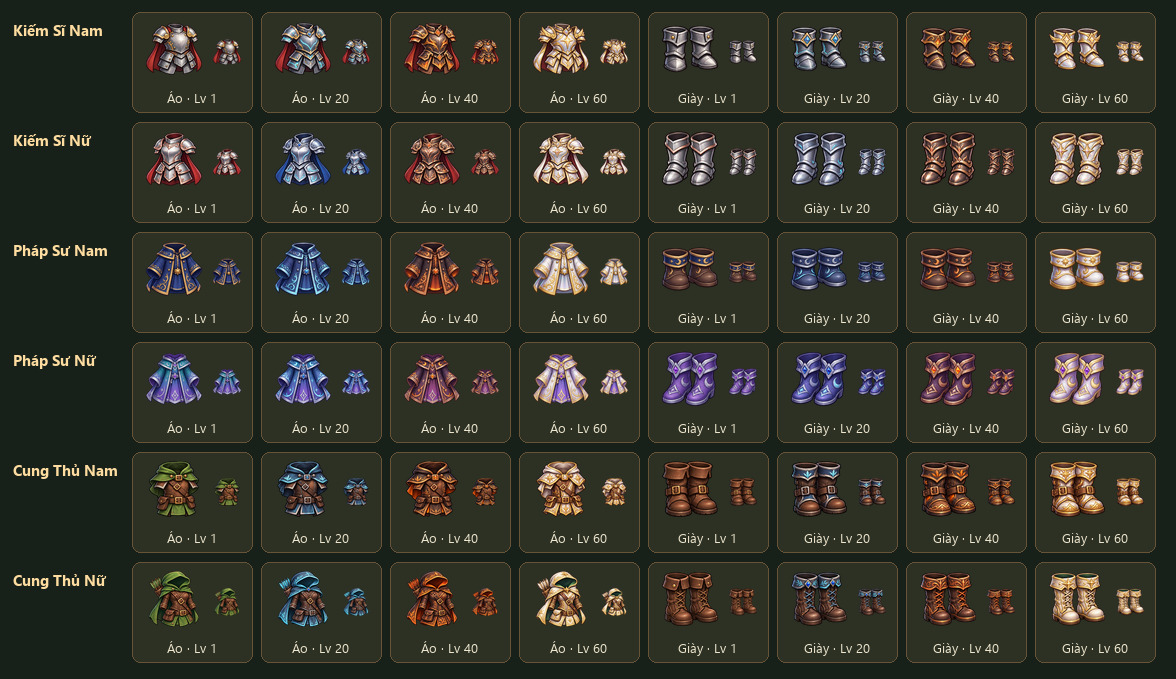 Kiếm Sĩ Nam
Áo · Lv 1
Áo · Lv 20
Áo · Lv 40
Áo · Lv 60
Giày · Lv 1
Giày · Lv 20
Giày · Lv 40
Giày · Lv 60
Kiếm Sĩ Nữ
Áo · Lv 1
Áo · Lv 20
Áo · Lv 40
Áo · Lv 60
Giày · Lv 1
Giày · Lv 20
Giày · Lv 40
Giày · Lv 60
Pháp Sư Nam
Áo · Lv 1
Áo · Lv 20
Áo · Lv 40
Áo · Lv 60
Giày · Lv 1
Giày · Lv 20
Giày · Lv 40
Giày · Lv 60
Pháp Sư Nữ
Áo · Lv 1
Áo · Lv 20
Áo · Lv 40
Áo · Lv 60
Giày · Lv 1
Giày · Lv 20
Giày · Lv 40
Giày · Lv 60
Cung Thủ Nam
Áo · Lv 1
Áo · Lv 20
Áo · Lv 40
Áo · Lv 60
Giày · Lv 1
Giày · Lv 20
Giày · Lv 40
Giày · Lv 60
Cung Thủ Nữ
Áo · Lv 1
Áo · Lv 20
Áo · Lv 40
Áo · Lv 60
Giày · Lv 1
Giày · Lv 20
Giày · Lv 40
Giày · Lv 60